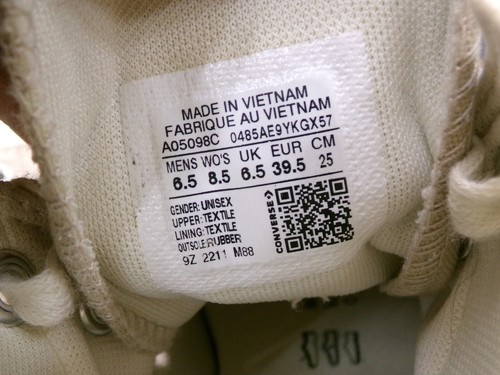 MADE IN VIETNAM
FABRIQUE AU VIETNAM
A05098C 0485AE9YKGX57
MENS WO'S UK EUR CM
6.5 8.5 6.5 39.5 25
GENDER: UNISEX
UPPER: TEXTILE
LINING: TEXTILE
OUTSOLE: RUBBER
9Z 2211 M88
CONVERSE